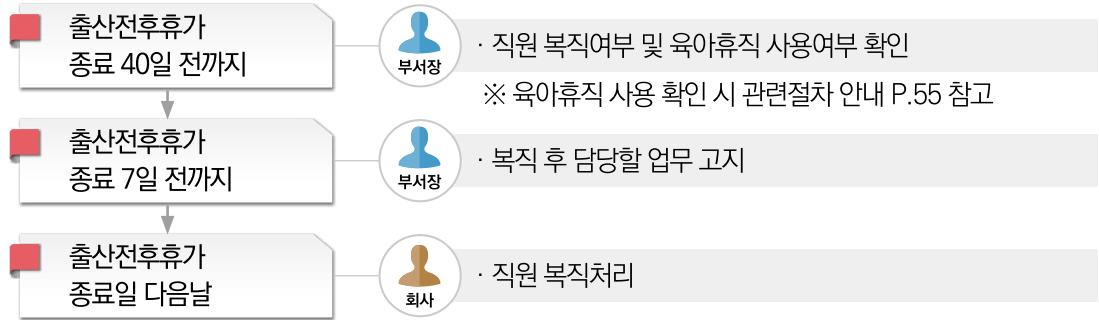 출산전후휴가
종료 40일 전까지
부서장
· 직원 복직여부 및 육아휴직 사용여부 확인
※ 육아휴직 사용 확인 시 관련절차 안내 P.55 참고
출산전후휴가
종료 7일 전까지
부서장
· 복직 후 담당할 업무 고지
출산전후휴가
종료일 다음날
회사
· 직원 복직처리